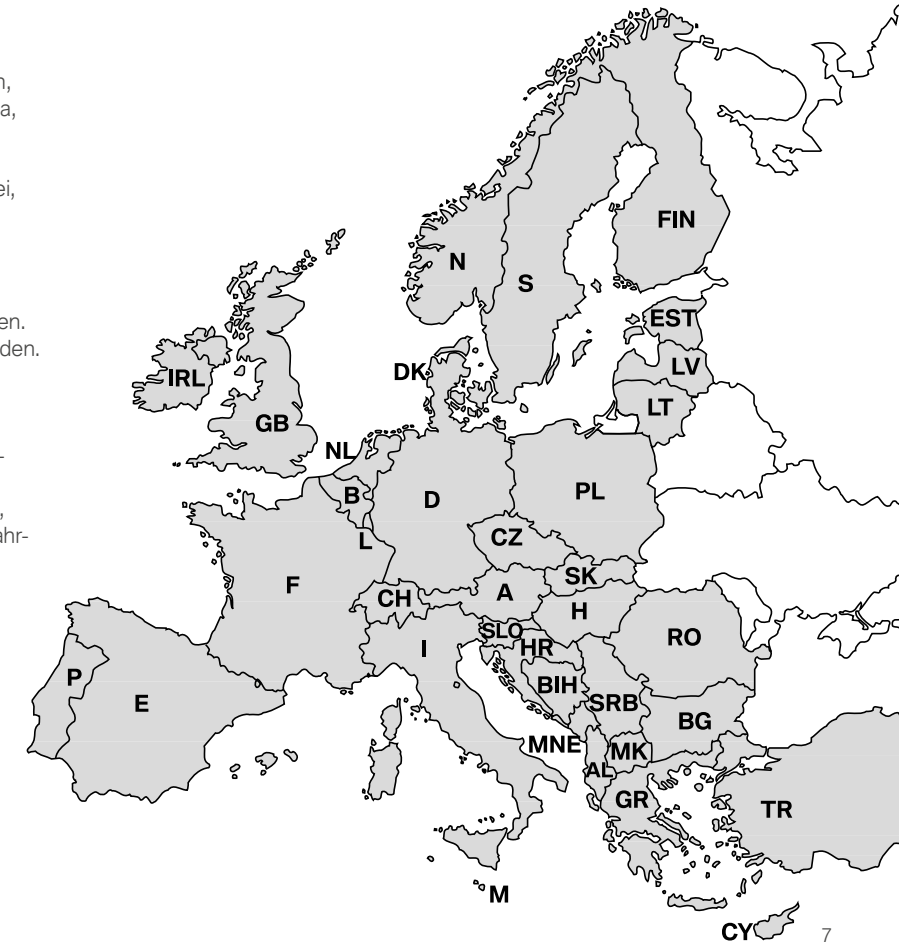 n,
a,
ei,
en.
den.
-
,
ahr-
FIN
N
S
EST
LV
LT
DK
IRL
GB
NL
B
D
PL
L
CZ
F
CH
A
SK
H
I
SLO
HR
RO
P
E
BIH
SRB
BG
MNE
MK
AL
GR
TR
M
CY
7